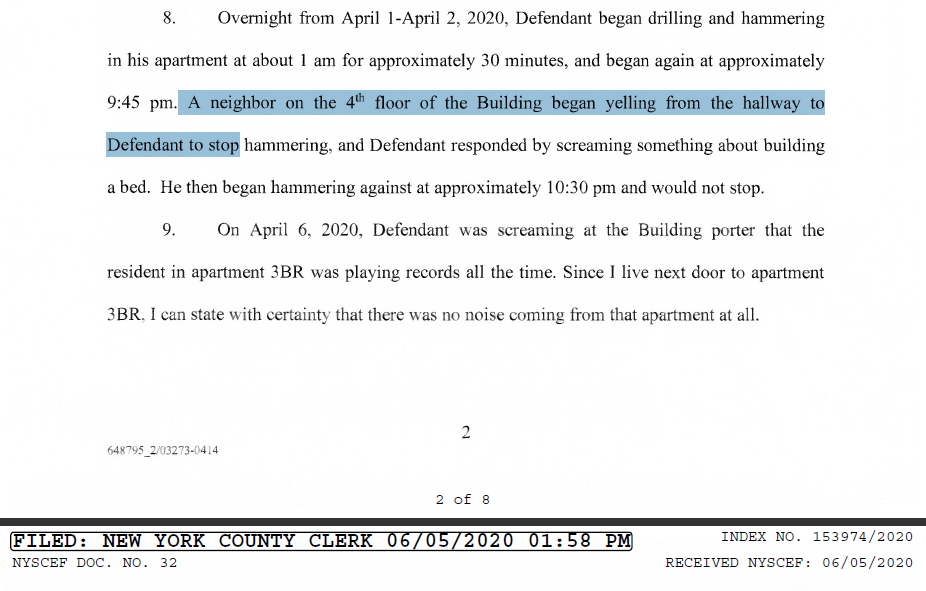 8. Overnight from April 1-April 2, 2020, Defendant began drilling and hammering
in his apartment at about 1 am for approximately 30 minutes, and began again at approximately
9:45 pm. A neighbor on the 4th floor of the Building began yelling from the hallway to
Defendant to stop hammering, and Defendant responded by screaming something about building
a bed. He then began hammering against at approximately 10:30 pm and would not stop.
9. On April 6, 2020, Defendant was screaming at the Building porter that the
resident in apartment 3BR was playing records all the time. Since I live next door to apartment
3BR, I can state with certainty that there was no noise coming from that apartment at all.
2
648795_2/03273-0414
2 of 8
FILED: NEW YORK COUNTY CLERK 06/05/2020 01:58 PM
INDEX NO. 153974/2020
NYSCEF DOC. NO. 32
RECEIVED NYSCEF: 06/05/2020